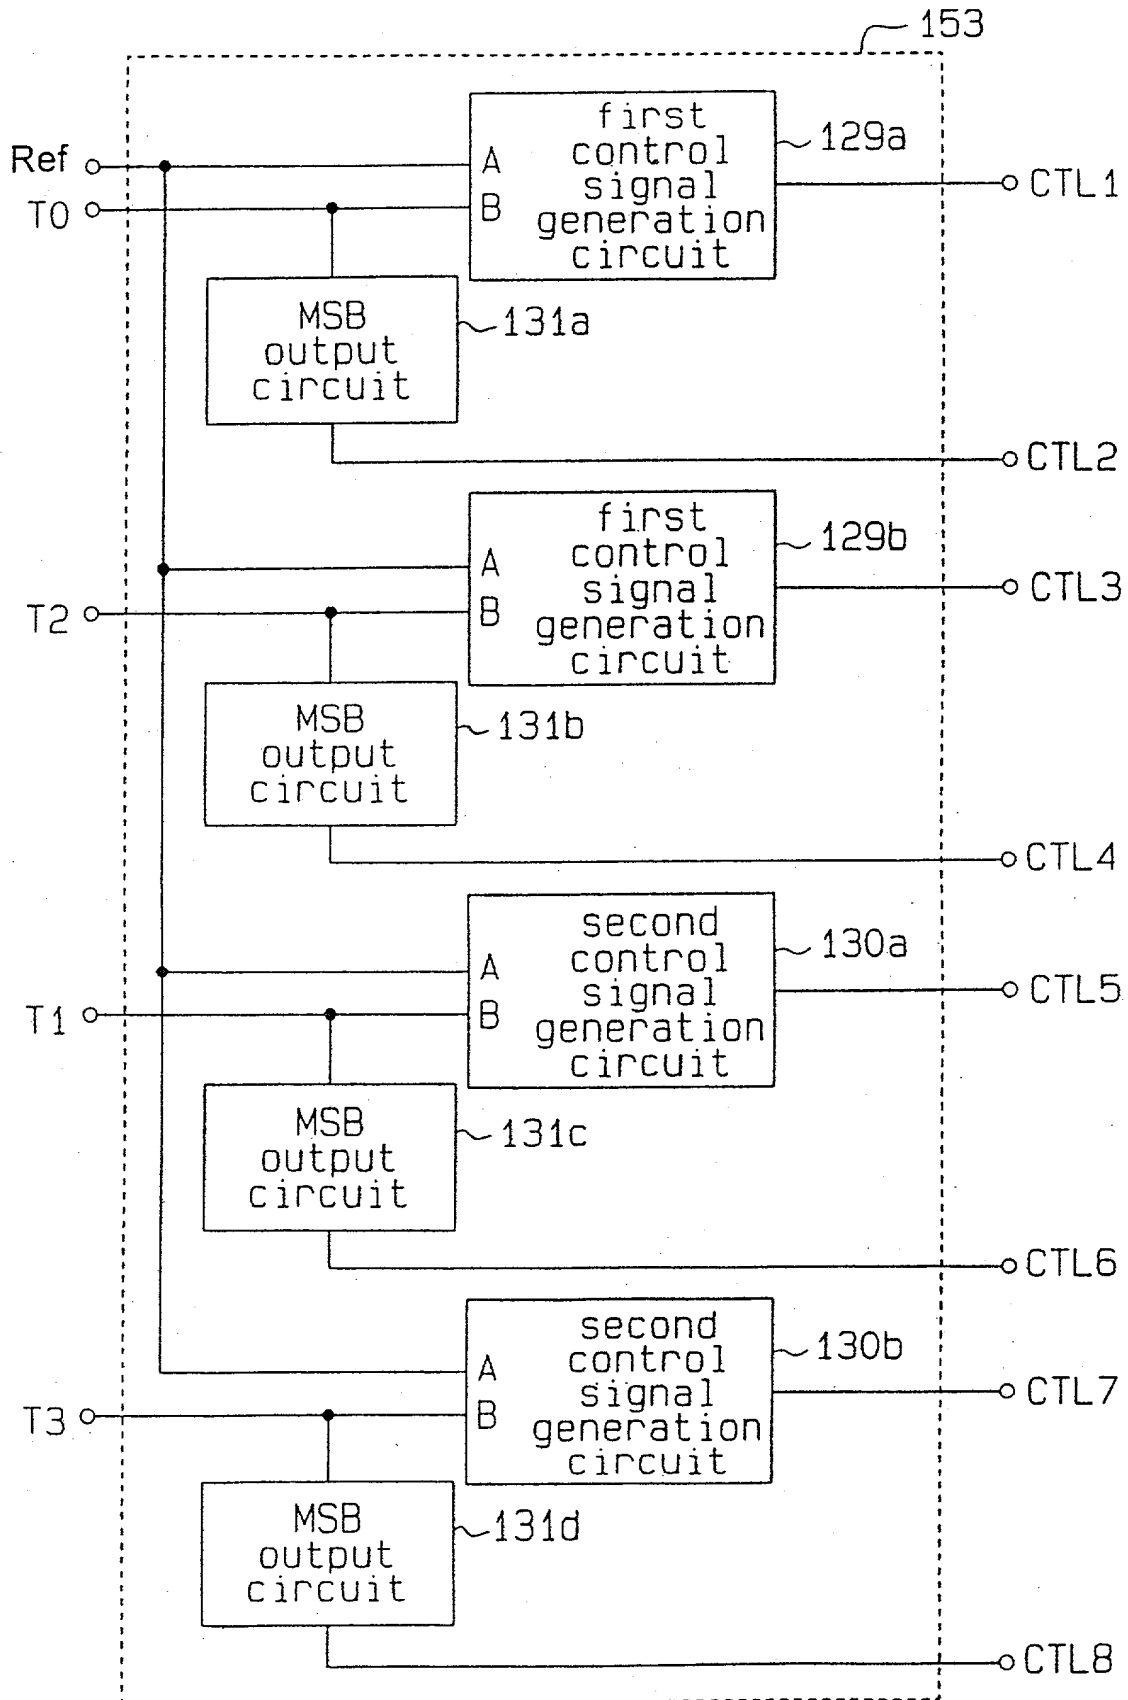 153
first
control
signal
generation
circuit
A
B
129a
Ref
T0
CTL1
MSB
output
circuit
131a
CTL2
first
control
signal
generation
circuit
A
B
129b
T2
CTL3
MSB
output
circuit
131b
CTL4
second
control
signal
generation
circuit
A
B
130a
T1
CTL5
MSB
output
circuit
131c
CTL6
second
control
signal
generation
circuit
A
B
130b
T3
CTL7
MSB
output
circuit
131d
CTL8